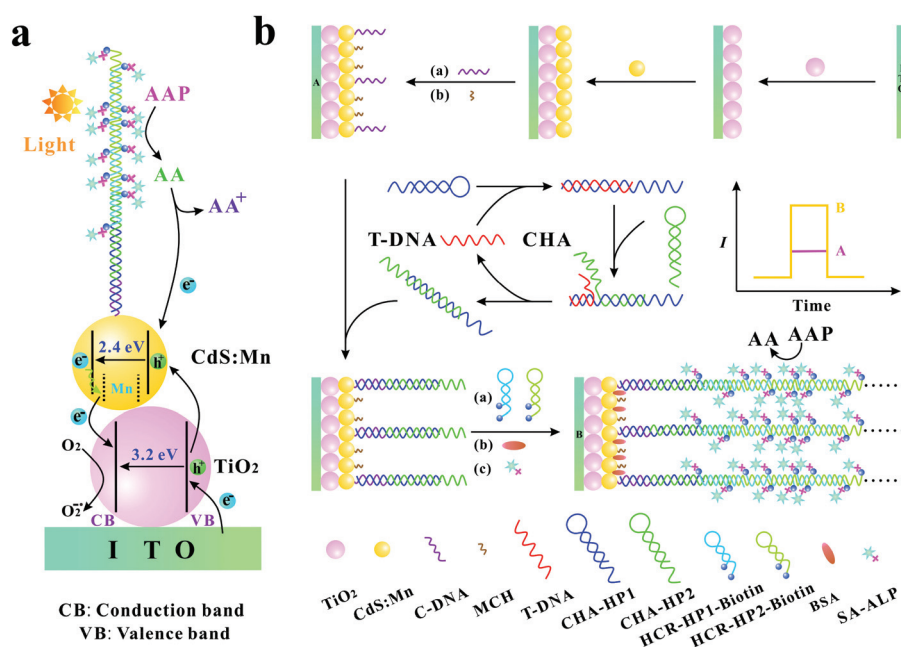 a
AAP
Light
AA
AA+
e-
2.4 eV
e-
h+
CdS:Mn
Mn
e-
O2
3.2 eV
h+
TiO2
e-
O2·-
CB
VB
I T O
CB: Conduction band
VB: Valence band
b
A
(a)
(b)
T-DNA
CHA
I
B
A
Time
(a)
(b)
(c)
B
AA
AAP
TiO2
CdS:Mn
C-DNA
MCH
T-DNA
CHA-HP1
CHA-HP2
HCR-HP1-Biotin
HCR-HP2-Biotin
BSA
SA-ALP